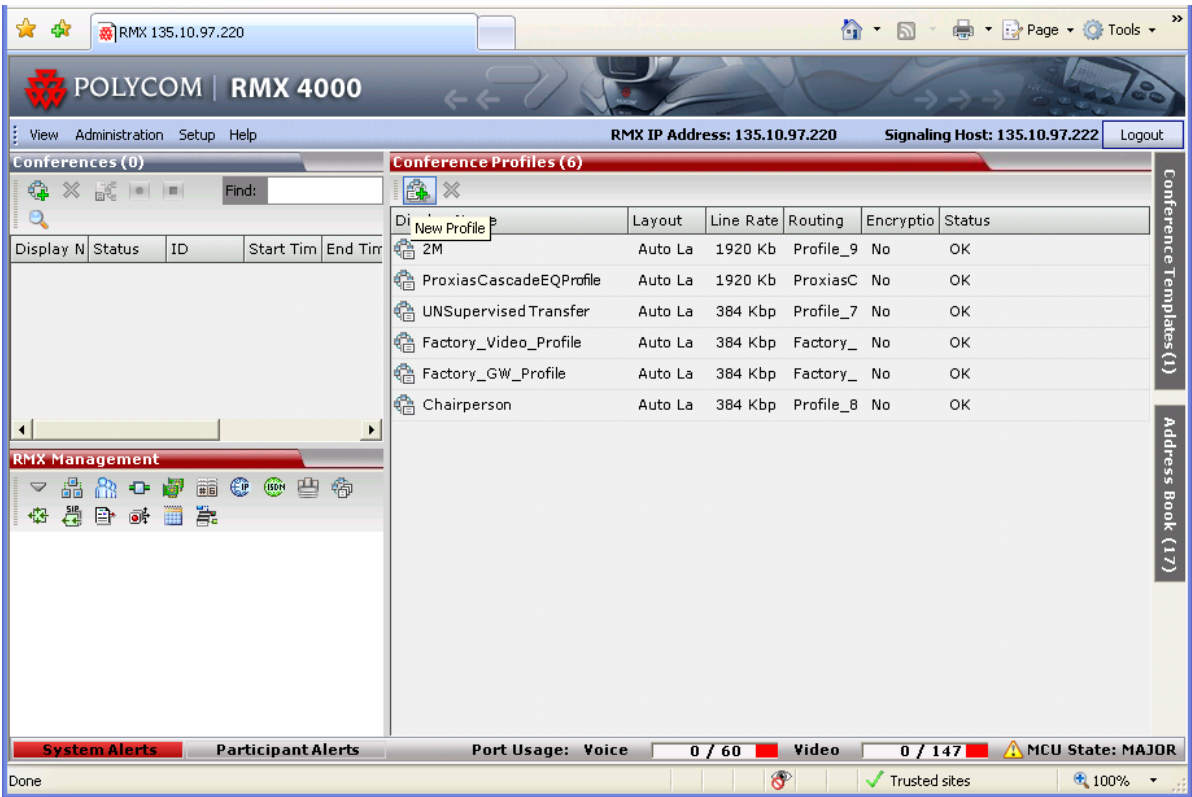 RMX 135.10.97.220
Page
Tools
»
POLYCOM | RMX 4000
View Administration Setup Help
RMX IP Address: 135.10.97.220 Signaling Host: 135.10.97.222 Logout
Conferences (0)
Find:
Display N Status ID Start Tim End Tim
Conference Profiles (6)
Di e Layout Line Rate Routing Encryptio Status
New Profile
2M Auto La 1920 Kb Profile_9 No OK
ProxiasCascadeEQProfile Auto La 1920 Kb ProxiasC No OK
UNSupervised Transfer Auto La 384 Kbp Profile_7 No OK
Factory_Video_Profile Auto La 384 Kbp Factory_ No OK
Factory_GW_Profile Auto La 384 Kbp Factory_ No OK
Chairperson Auto La 384 Kbp Profile_8 No OK
Conference Templates (1)
Address Book (17)
RMX Management
IP
ISDN
SIP
System Alerts Participant Alerts Port Usage: Voice 0 / 60 Video 0 / 147 MCU State: MAJOR
Done Trusted sites 100%